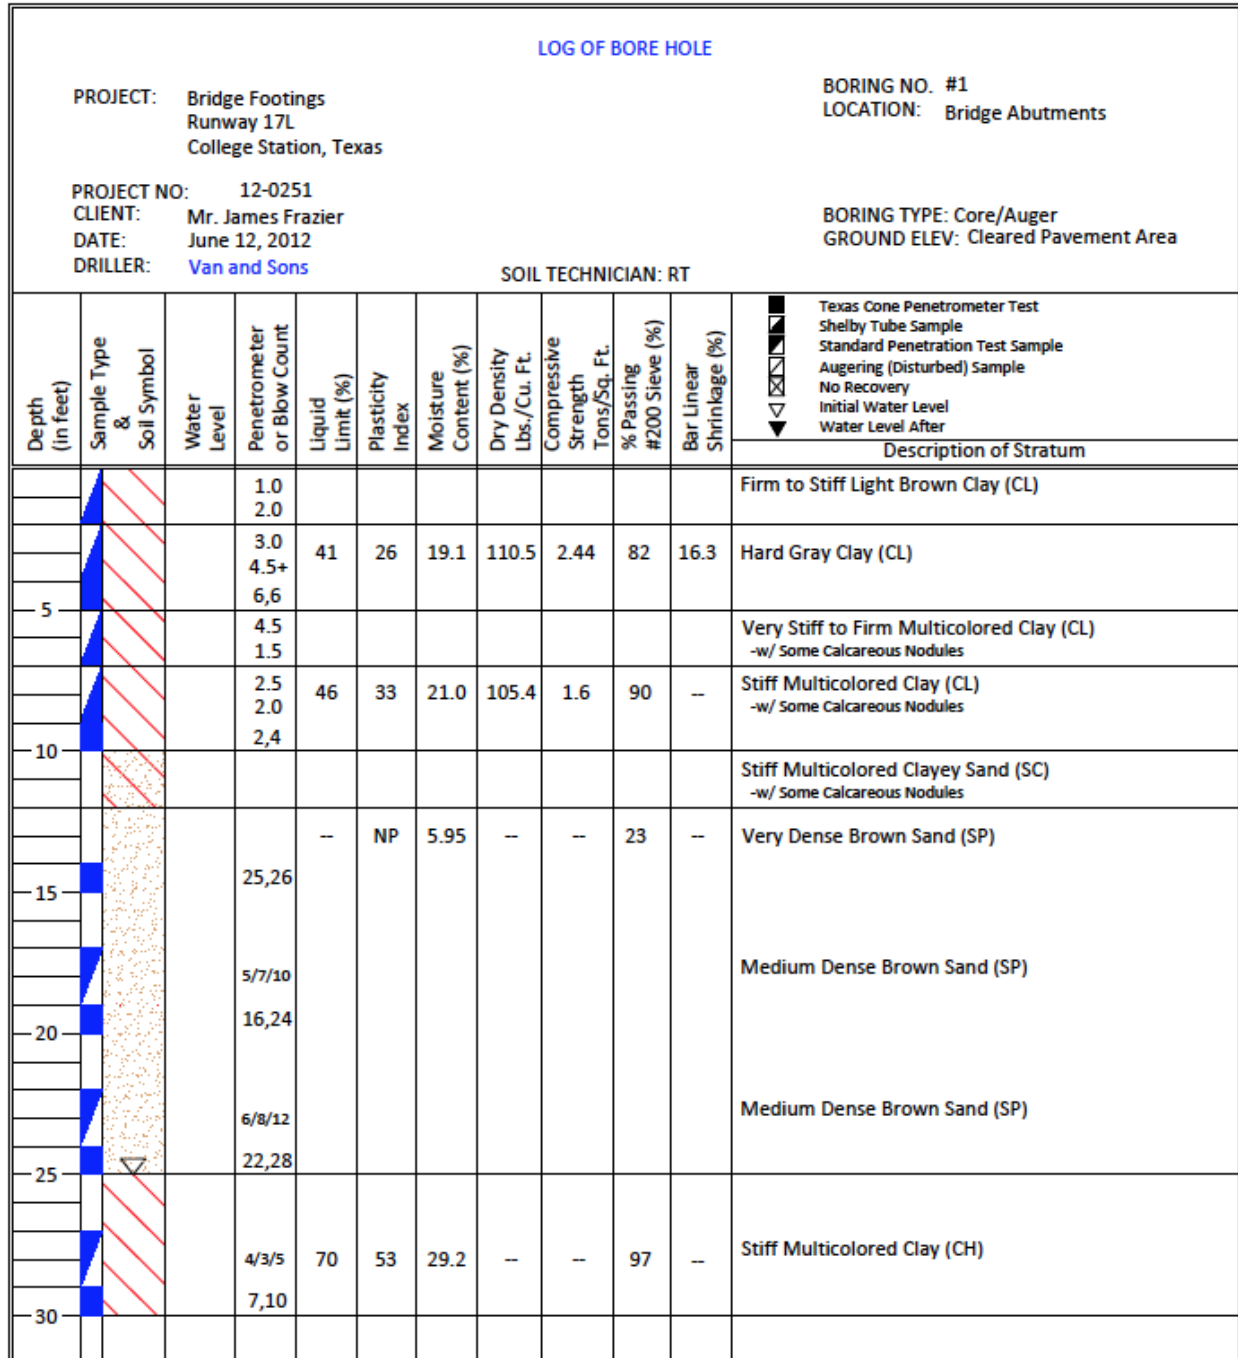 LOG OF BORE HOLE
PROJECT: Bridge Footings
Runway 17L
College Station, Texas
BORING NO. #1
LOCATION: Bridge Abutments
PROJECT NO: 12-0251
CLIENT: Mr. James Frazier
DATE: June 12, 2012
DRILLER: Van and Sons
BORING TYPE: Core/Auger
GROUND ELEV: Cleared Pavement Area
SOIL TECHNICIAN: RT
Depth
(in feet)
Sample Type
&
Soil Symbol
Water
Level
Penetrometer
or Blow Count
Liquid
Limit (%)
Plasticity
Index
Moisture
Content (%)
Dry Density
Lbs./Cu. Ft.
Compressive
Strength
Tons/Sq. Ft.
% Passing
#200 Sieve (%)
Bar Linear
Shrinkage (%)
Texas Cone Penetrometer Test
Shelby Tube Sample
Standard Penetration Test Sample
Augering (Disturbed) Sample
No Recovery
Initial Water Level
Water Level After
Description of Stratum
1.0 Firm to Stiff Light Brown Clay (CL)
2.0
3.0
41 26 19.1 110.5 2.44 82 16.3 Hard Gray Clay (CL)
4.5+
6,6
5
4.5 Very Stiff to Firm Multicolored Clay (CL)
1.5 -w/ Some Calcareous Nodules
2.5 46 33 21.0 105.4 1.6 90 -- Stiff Multicolored Clay (CL)
2.0 -w/ Some Calcareous Nodules
2,4
10
Stiff Multicolored Clayey Sand (SC)
-w/ Some Calcareous Nodules
-- NP 5.95 -- -- 23 -- Very Dense Brown Sand (SP)
25,26
15
5/7/10 Medium Dense Brown Sand (SP)
16,24
20
6/8/12 Medium Dense Brown Sand (SP)
22,28
25
4/3/5 70 53 29.2 -- -- 97 -- Stiff Multicolored Clay (CH)
7,10
30